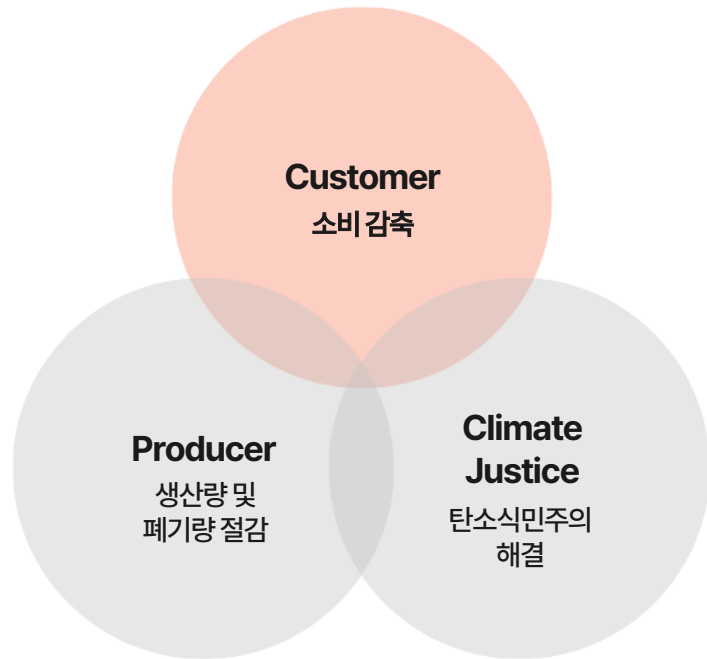 Customer
소비 감축
Producer
생산량 및
폐기량 절감
Climate
Justice
탄소식민주의
해결